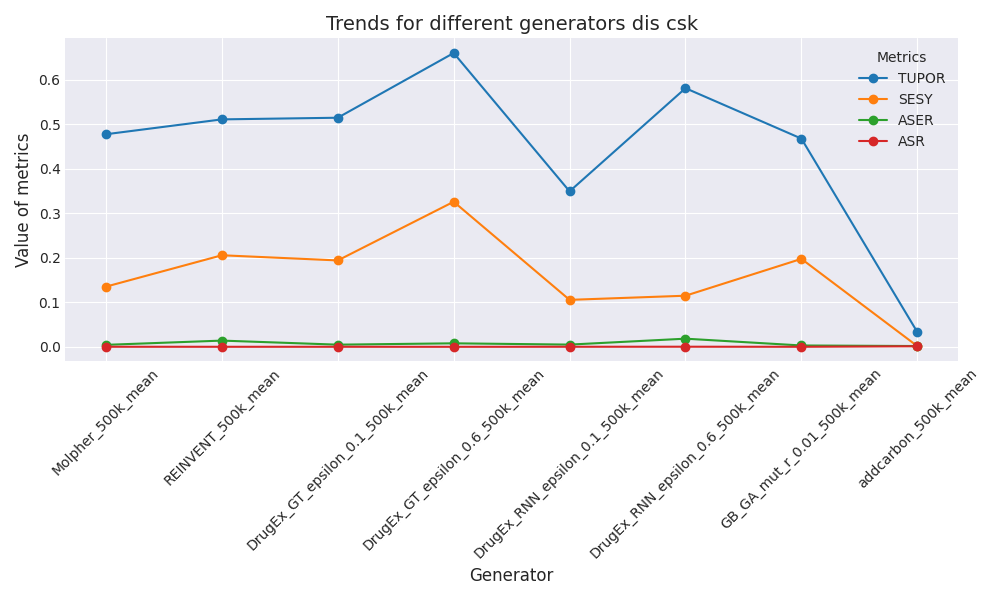 Trends for different generators dis csk
Value of metrics
0.6
0.5
0.4
0.3
0.2
0.1
0.0
Metrics
TUPOR
SESY
ASER
ASR
Molpher_500k_mean
REINVENT_500k_mean
DrugEx_GT_epsilon_0.1_500k_mean
DrugEx_GT_epsilon_0.6_500k_mean
DrugEx_RNN_epsilon_0.1_500k_mean
DrugEx_RNN_epsilon_0.6_500k_mean
GB_GA_mut_r_0.01_500k_mean
addcarbon_500k_mean
Generator